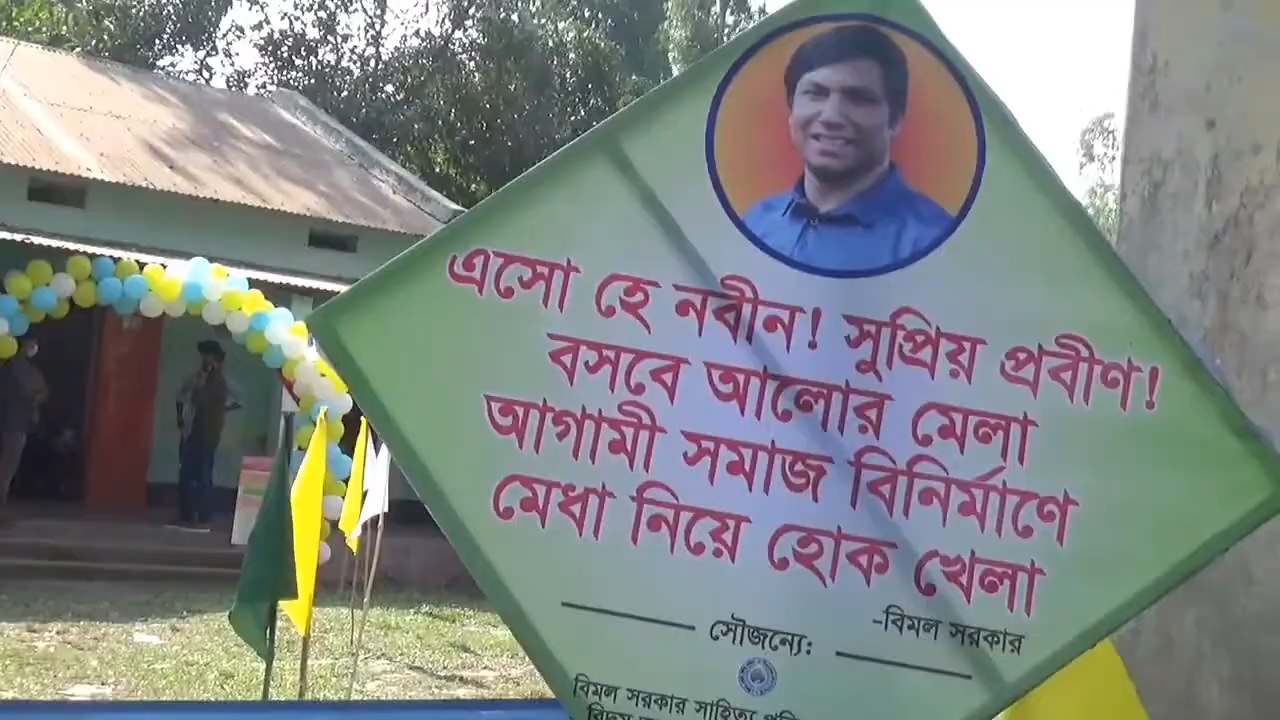 এসো হে নবীন! সুপ্রিয় প্রবীণ!
বসবে আলোর মেলা
আগামী সমাজ বিনির্মাণে
মেধা নিয়ে হোক খেলা
-বিমল সরকার
সৌজন্যে:
বিমল সরকার সাহিত্য